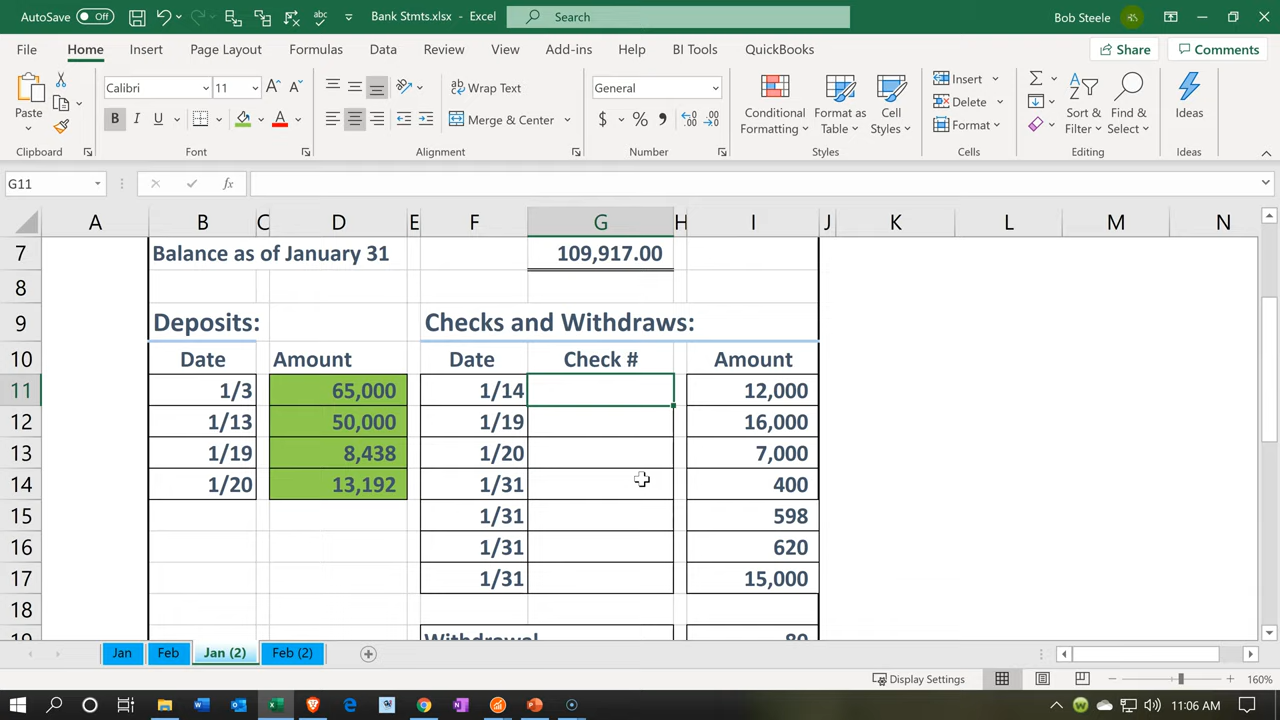 AutoSave Off Bank Stmts.xlsx - Excel Search Bob Steele BS
File Home Insert Page Layout Formulas Data Review View Add-ins Help BI Tools QuickBooks Share Comments
Paste Calibri 11 A A ab Wrap Text General Conditional Formatting Format as Table Cell Styles Insert Sort & Filter Find & Select Ideas
B I U A Merge & Center $ % , Delete
Format
Clipboard Font Alignment Number Styles Cells Editing Ideas
G11 fx
A B C D E F G H I J K L M N
7 Balance as of January 31 109,917.00
8
9 Deposits: Checks and Withdraws:
10 Date Amount Date Check # Amount
11 1/3 65,000 1/14 12,000
12 1/13 50,000 1/19 16,000
13 1/19 8,438 1/20 7,000
14 1/20 13,192 1/31 400
15 1/31 598
16 1/31 620
17 1/31 15,000
18
19 Withdrawal 80
Jan Feb Jan (2) Feb (2)
Display Settings 160%
11:06 AM